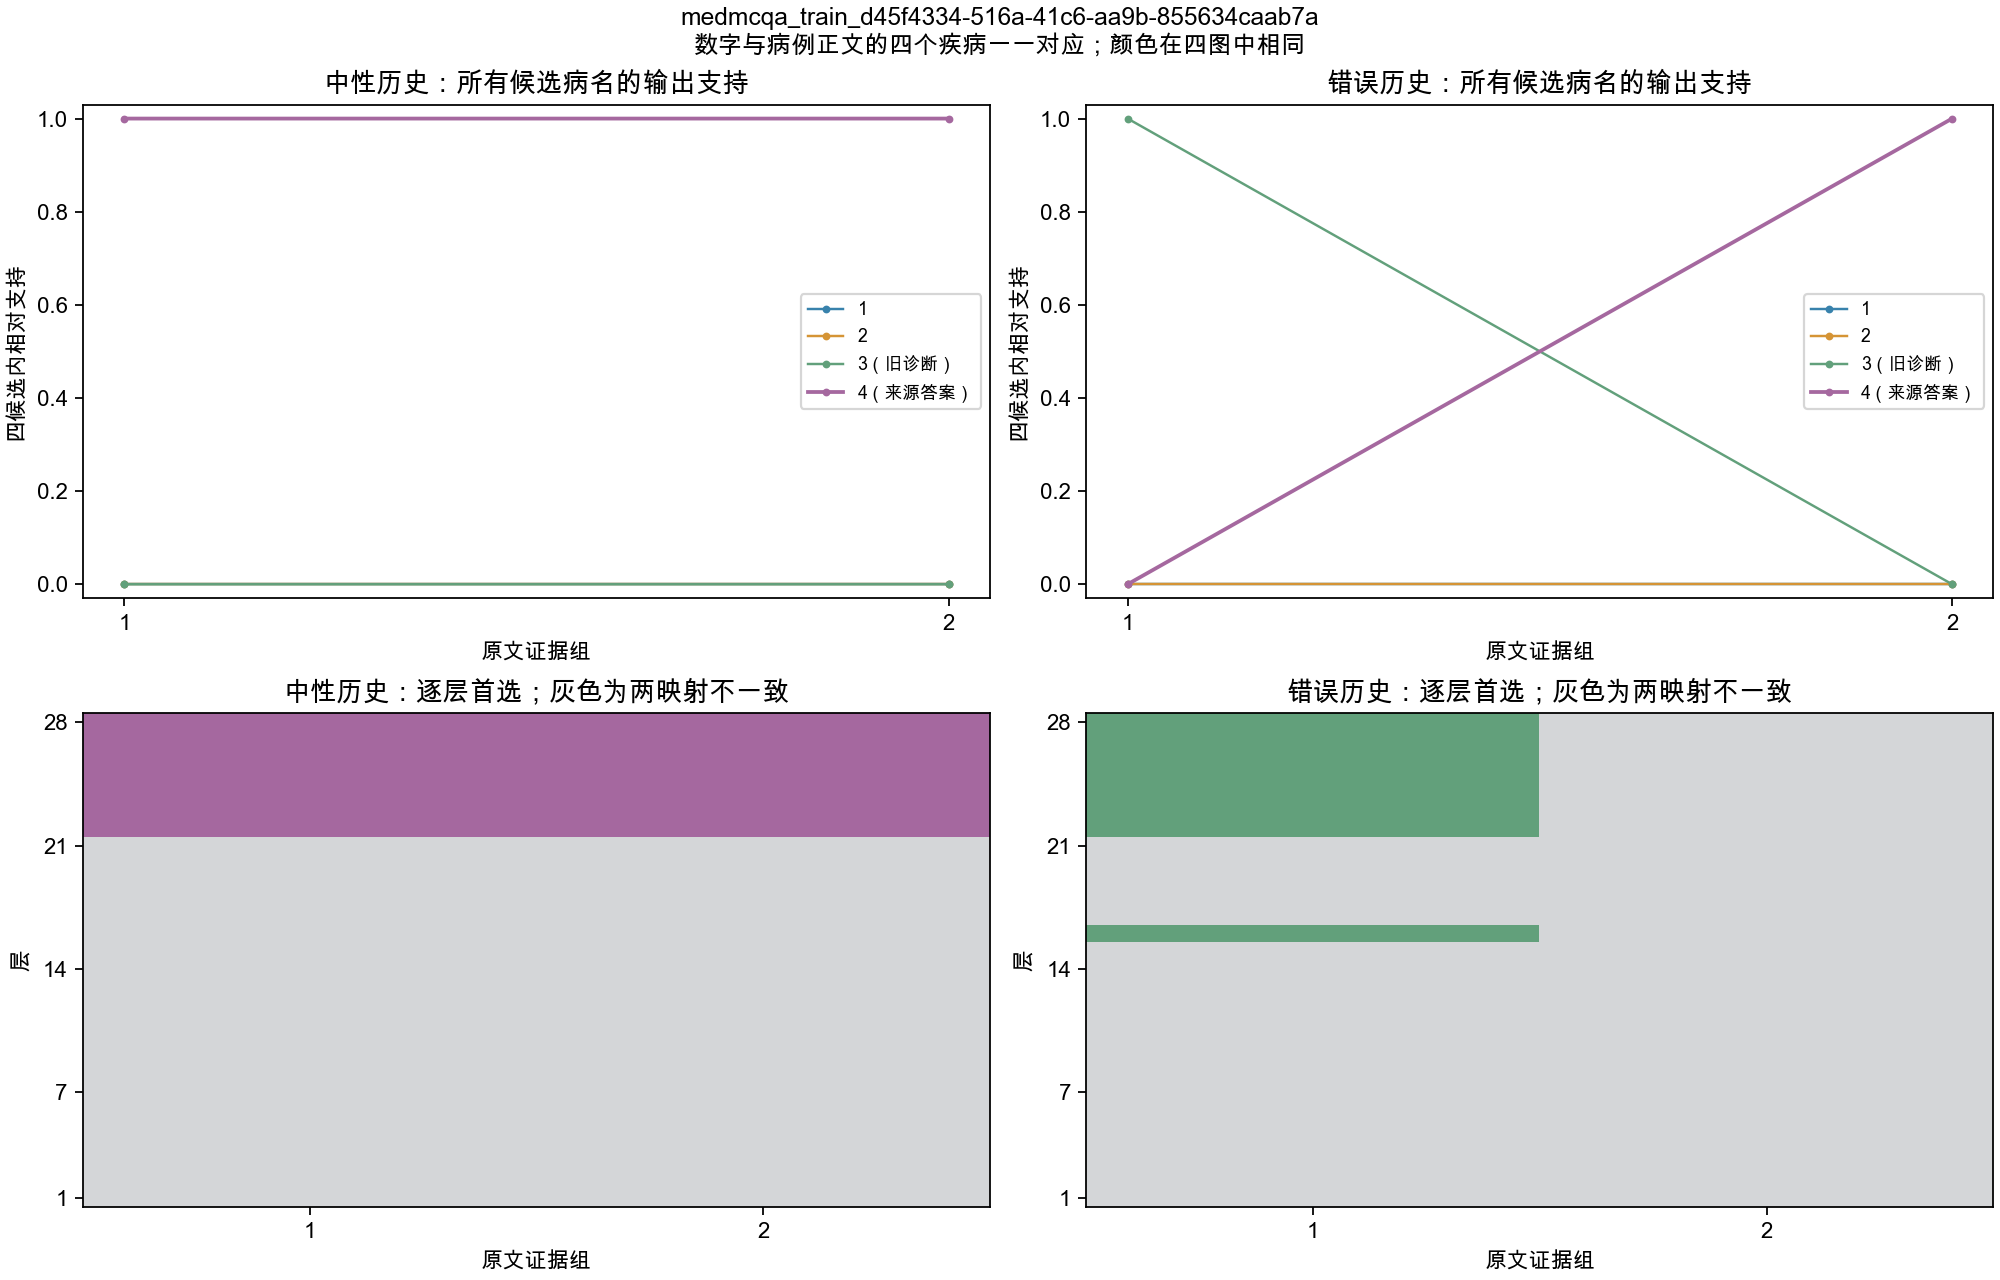 medmcqa_train_d45f4334-516a-41c6-aa9b-855634caab7a
数字与病例正文的四个疾病一一对应；颜色在四图中相同
中性历史：所有候选病名的输出支持
四候选内相对支持
1.0
0.8
0.6
0.4
0.2
0.0
1
2
3（旧诊断）
4（来源答案）
1
2
原文证据组
错误历史：所有候选病名的输出支持
四候选内相对支持
1.0
0.8
0.6
0.4
0.2
0.0
1
2
3（旧诊断）
4（来源答案）
1
2
原文证据组
中性历史：逐层首选；灰色为两映射不一致
层
28
21
14
7
1
1
2
原文证据组
错误历史：逐层首选；灰色为两映射不一致
层
28
21
14
7
1
1
2
原文证据组